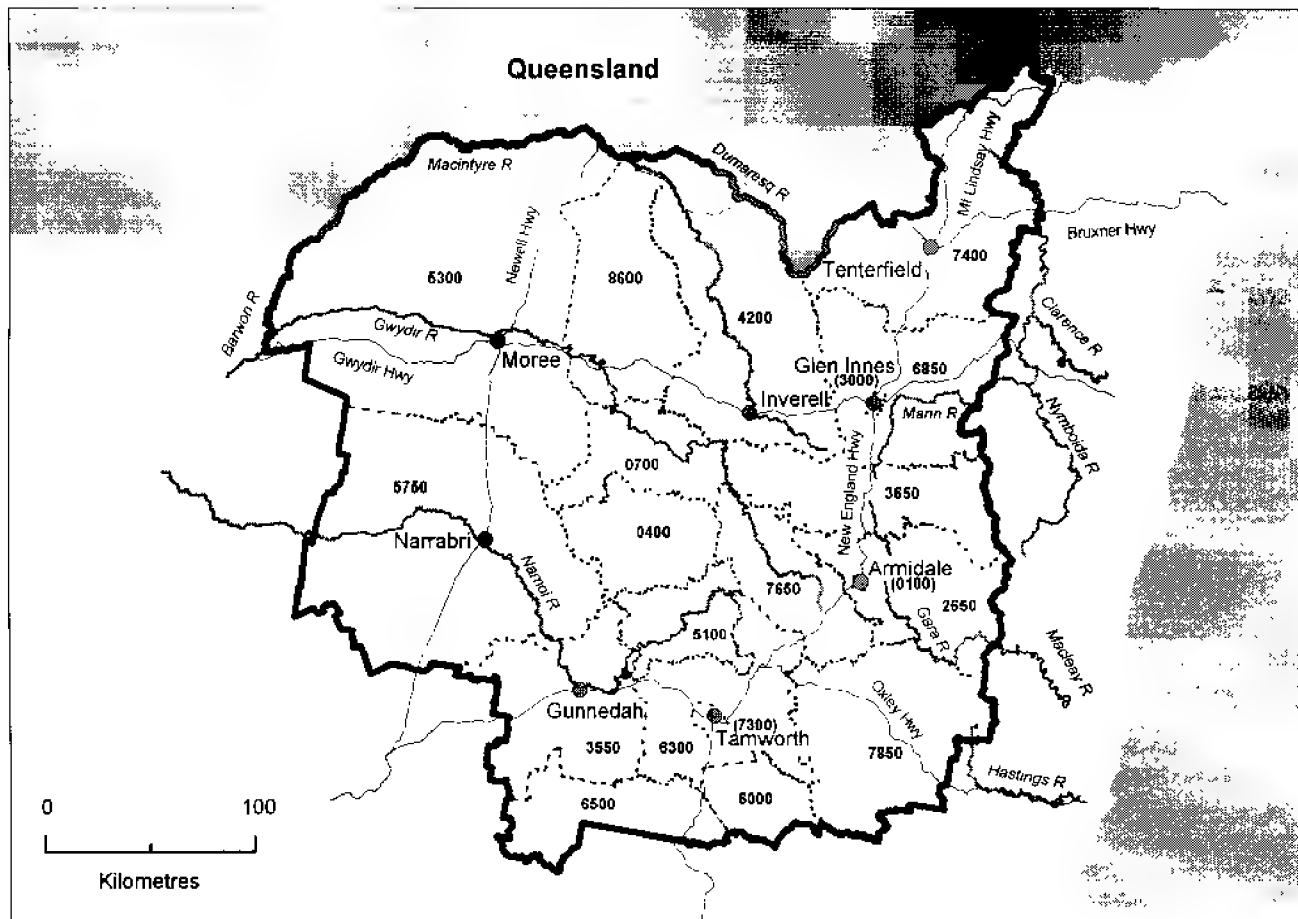 Queensland
Macintyre R
Dumaresq R
Mt Lindsay Hwy
Newell Hwy
Bruxner Hwy
Tenterfield
7400
8600
4200
Barwon R
Gwydir R
Clarence R
Gwydir Hwy
Moree
Glen Innes
(3000)
6850
Inverell
Mann R
Nymboida R
New England Hwy
0700
5750
3650
0400
Narrabri
Namoi R
Armidale
(0100)
7650
2550
Gara R
5100
Macleay R
Oxley Hwy
Gunnedah
(7300)
Tamworth
3550
6300
7850
Hastings R
6500
6000
0
100
Kilometres